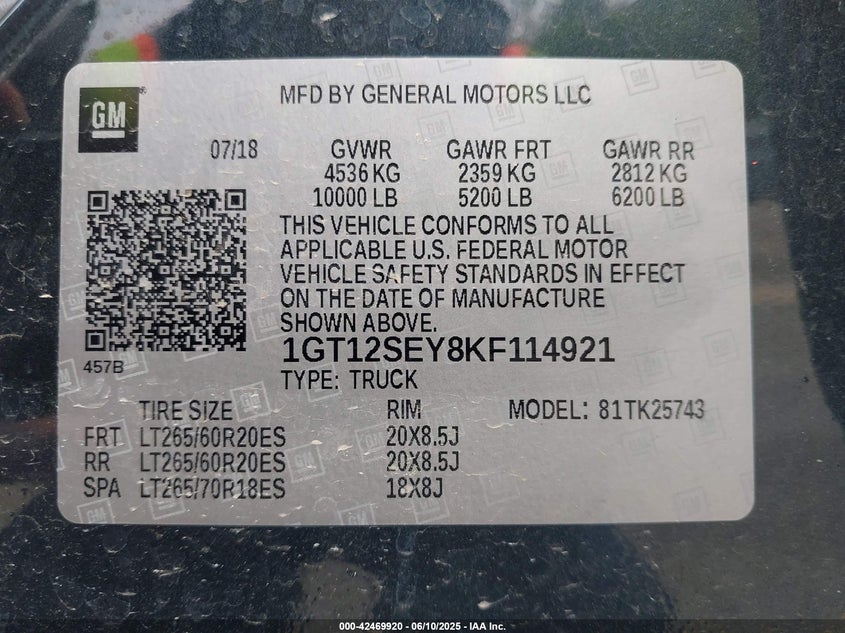 GM
MFD BY GENERAL MOTORS LLC
07/18 GVWR GAWR FRT GAWR RR
4536 KG 2359 KG 2812 KG
10000 LB 5200 LB 6200 LB
THIS VEHICLE CONFORMS TO ALL
APPLICABLE U.S. FEDERAL MOTOR
VEHICLE SAFETY STANDARDS IN EFFECT
ON THE DATE OF MANUFACTURE
SHOWN ABOVE.
457B
1GT12SEY8KF114921
TYPE: TRUCK
TIRE SIZE RIM MODEL: 81TK25743
FRT LT265/60R20ES 20X8.5J
RR LT265/60R20ES 20X8.5J
SPA LT265/70R18ES 18X8J
000-42469920 - 06/10/2025 - IAA Inc.